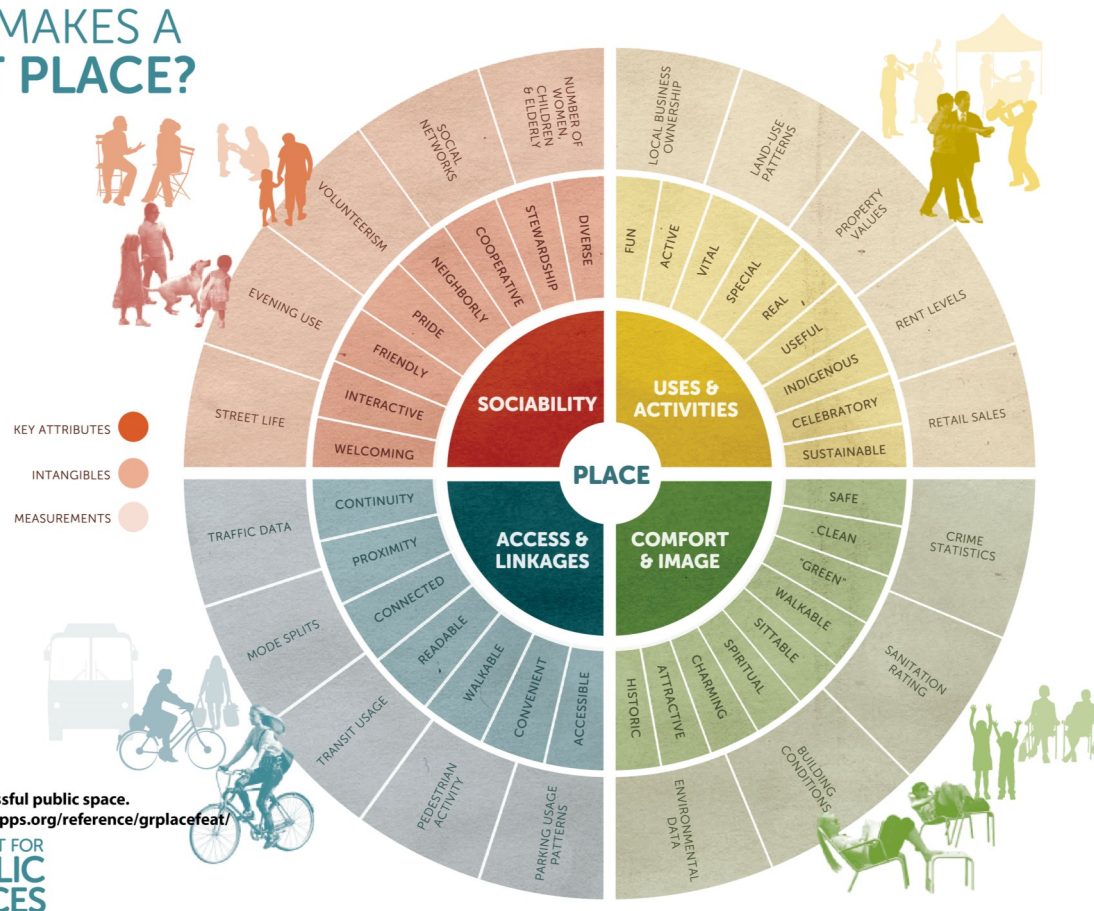 MAKES A
PLACE?
KEY ATTRIBUTES
INTANGIBLES
MEASUREMENTS
PLACE
SOCIABILITY
USES &
ACTIVITIES
ACCESS &
LINKAGES
COMFORT
& IMAGE
WELCOMING
INTERACTIVE
FRIENDLY
PRIDE
NEIGHBORLY
COOPERATIVE
STEWARDSHIP
DIVERSE
FUN
ACTIVE
VITAL
SPECIAL
REAL
USEFUL
INDIGENOUS
CELEBRATORY
SUSTAINABLE
SAFE
CLEAN
"GREEN"
WALKABLE
SITTABLE
SPIRITUAL
CHARMING
ATTRACTIVE
HISTORIC
ACCESSIBLE
CONVENIENT
WALKABLE
READABLE
CONNECTED
PROXIMITY
CONTINUITY
STREET LIFE
EVENING USE
VOLUNTEERISM
SOCIAL
NETWORKS
NUMBER OF
WOMEN,
CHILDREN
& ELDERLY
LOCAL BUSINESS
OWNERSHIP
LAND-USE
PATTERNS
PROPERTY
VALUES
RENT LEVELS
RETAIL SALES
CRIME
STATISTICS
SANITATION
RATING
BUILDING
CONDITIONS
ENVIRONMENTAL
DATA
PARKING USAGE
PATTERNS
PEDESTRIAN
ACTIVITY
TRANSIT USAGE
MODE SPLITS
TRAFFIC DATA
ssful public space.
pps.org/reference/grplacefeat/
T FOR
LIC
CES